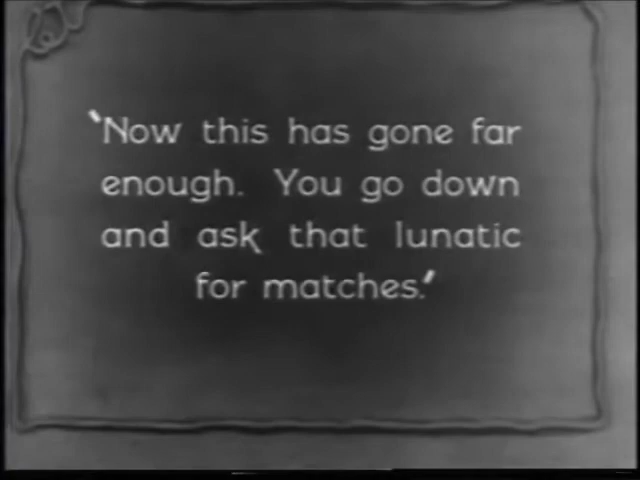 'Now this has gone far
enough. You go down
and ask that lunatic
for matches.'